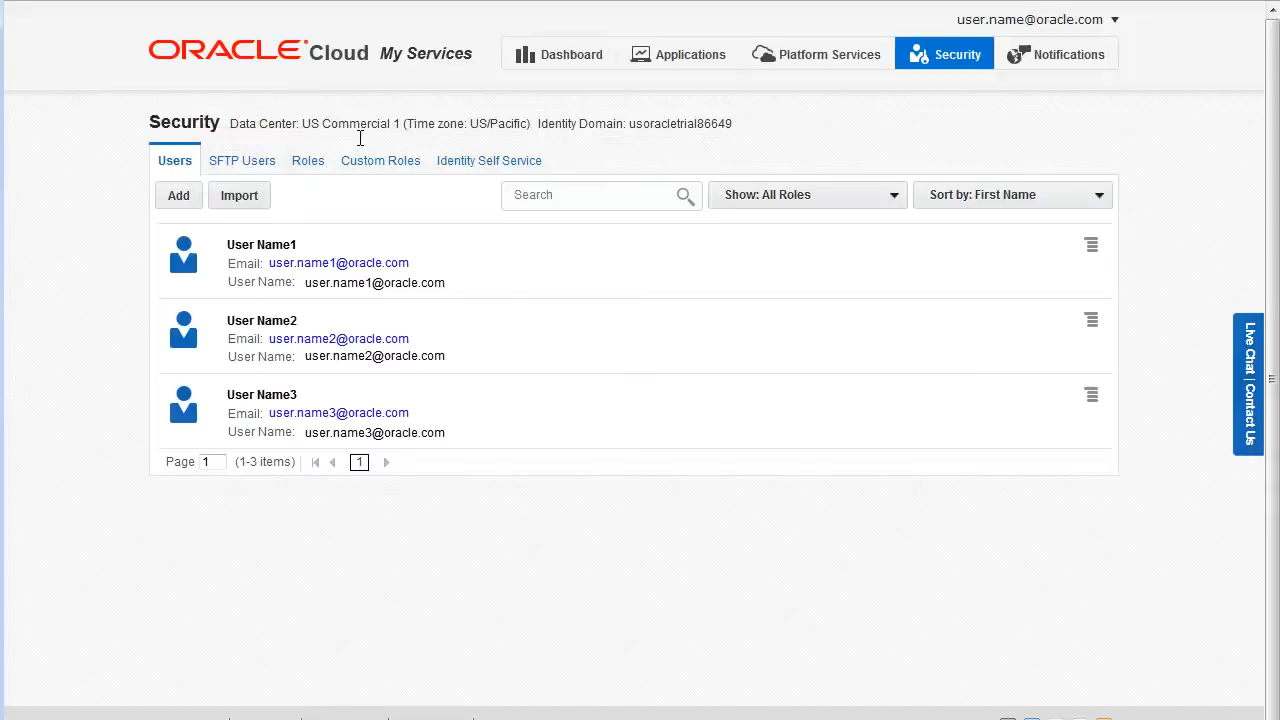 user.name@oracle.com
ORACLE Cloud My Services
Dashboard Applications Platform Services Security Notifications
Security Data Center: US Commercial 1 (Time zone: US/Pacific) Identity Domain: usoracletrial86649
Users SFTP Users Roles Custom Roles Identity Self Service
Add Import Search Show: All Roles Sort by: First Name
User Name1
Email: user.name1@oracle.com
User Name: user.name1@oracle.com
User Name2
Email: user.name2@oracle.com
User Name: user.name2@oracle.com
User Name3
Email: user.name3@oracle.com
User Name: user.name3@oracle.com
Page 1 (1-3 items) 1
Live Chat | Contact Us